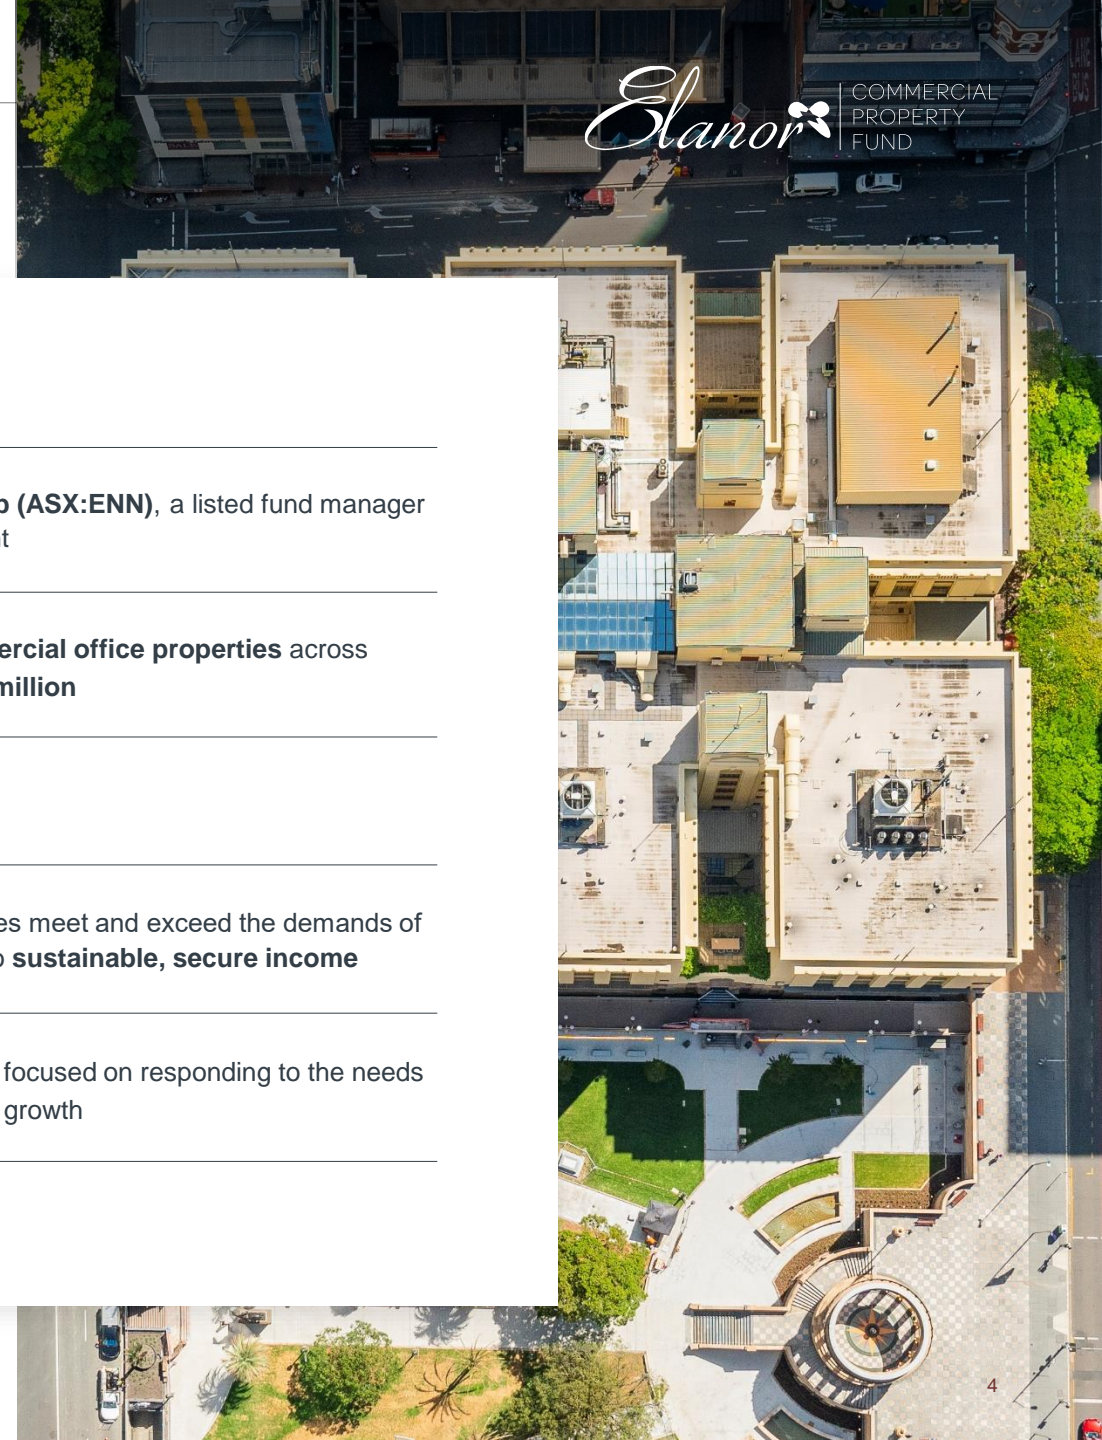 Elanor
COMMERCIAL
PROPERTY
FUND
p (ASX:ENN), a listed fund manager
t
ercial office properties across
million
es meet and exceed the demands of
o sustainable, secure income
focused on responding to the needs
growth
4